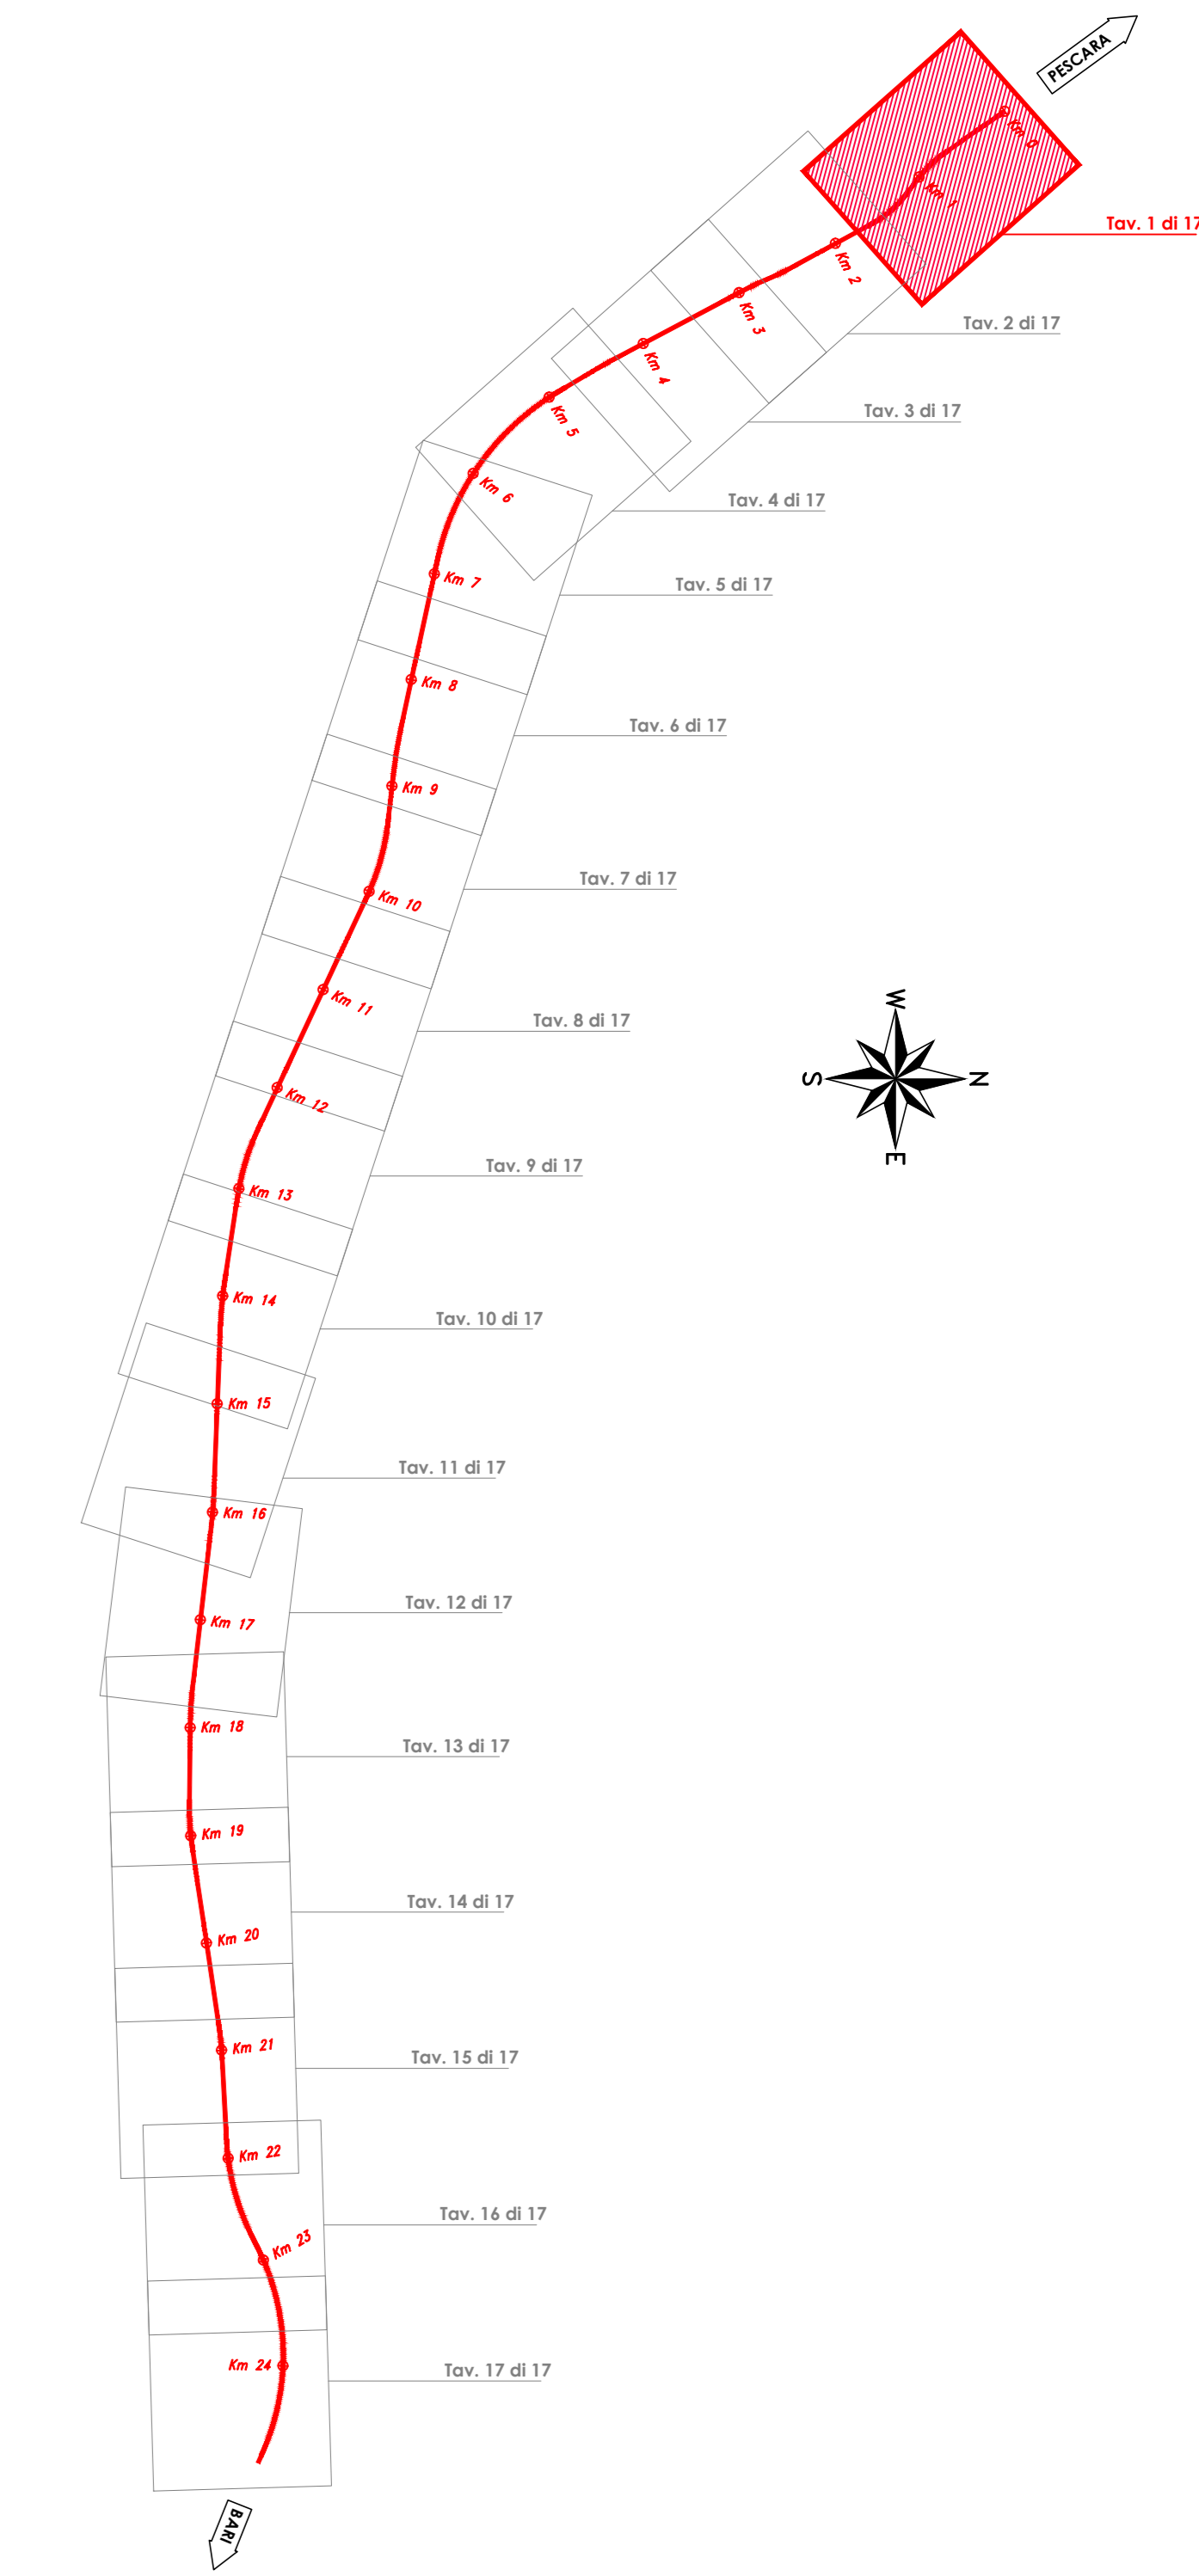 PESCARA
Km 0
Km 1
Tav. 1 di 17
Km 2
Km 3
Tav. 2 di 17
Km 4
Km 5
Tav. 3 di 17
Km 6
Tav. 4 di 17
Km 7
Tav. 5 di 17
Km 8
Tav. 6 di 17
Km 9
Tav. 7 di 17
Km 10
Km 11
W
Tav. 8 di 17
S
N
Km 12
E
Tav. 9 di 17
Km 13
Km 14
Tav. 10 di 17
Km 15
Tav. 11 di 17
Km 16
Tav. 12 di 17
Km 17
Km 18
Tav. 13 di 17
Km 19
Tav. 14 di 17
Km 20
Km 21
Tav. 15 di 17
Km 22
Tav. 16 di 17
Km 23
Km 24
Tav. 17 di 17
BARI